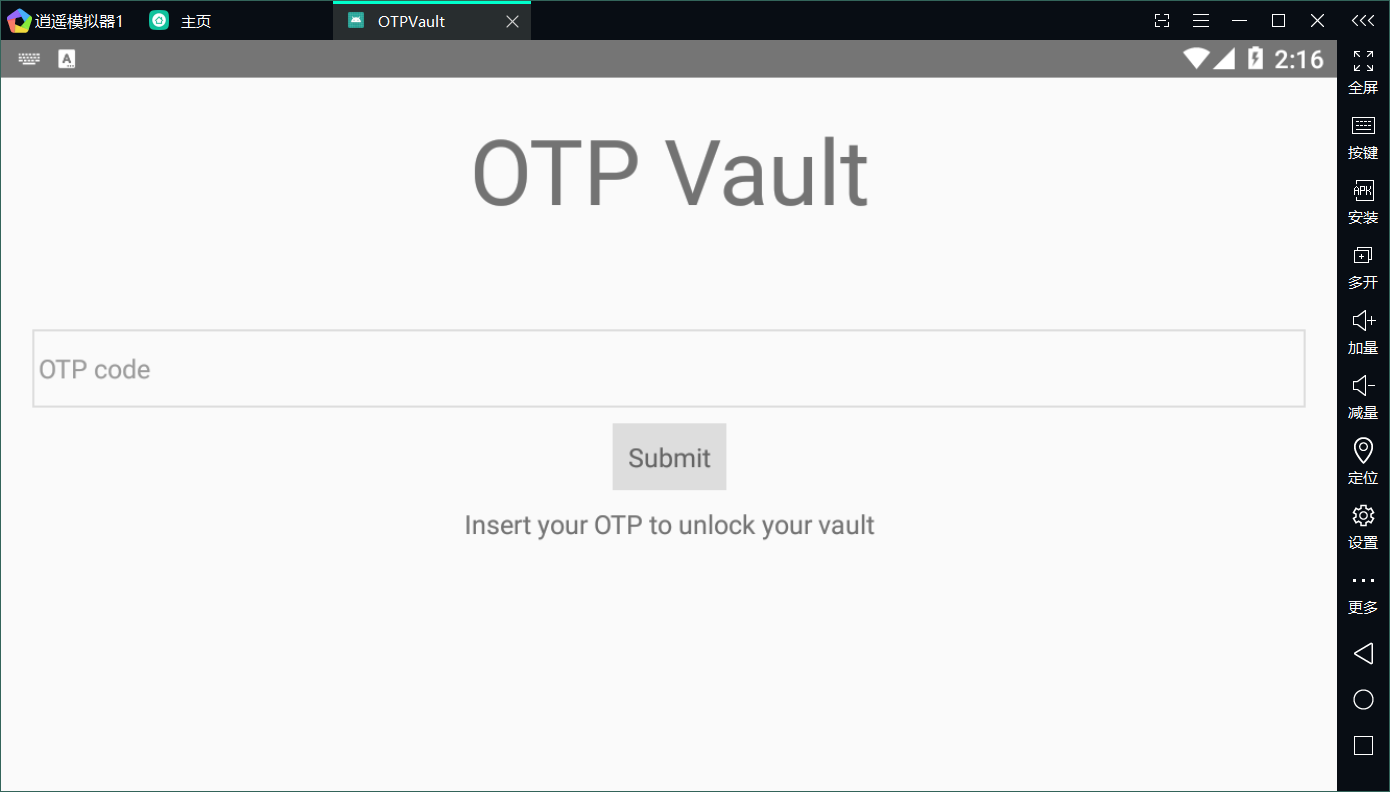 逍遥模拟器1
主页
OTPVault
A
2:16
OTP Vault
OTP code
Submit
Insert your OTP to unlock your vault
全屏
按键
APK
安装
多开
加量
减量
定位
设置
更多